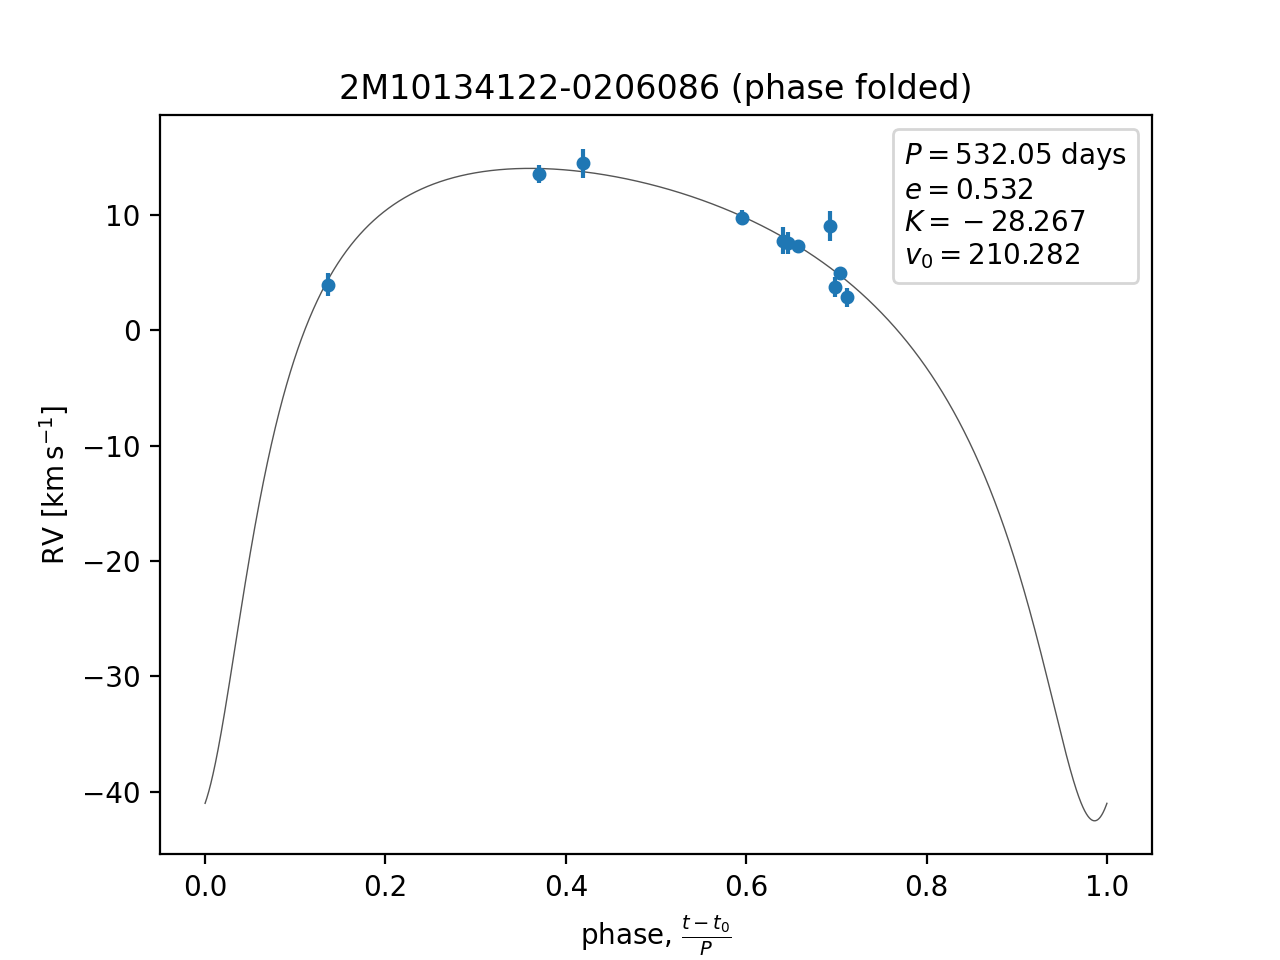 2M10134122-0206086 (phase folded)
P = 532.05 days
e = 0.532
K = −28.267
v₀ = 210.282
10
0
−10
−20
−30
−40
RV [km s⁻¹]
0.0 0.2 0.4 0.6 0.8 1.0
phase, (t − t₀)/P